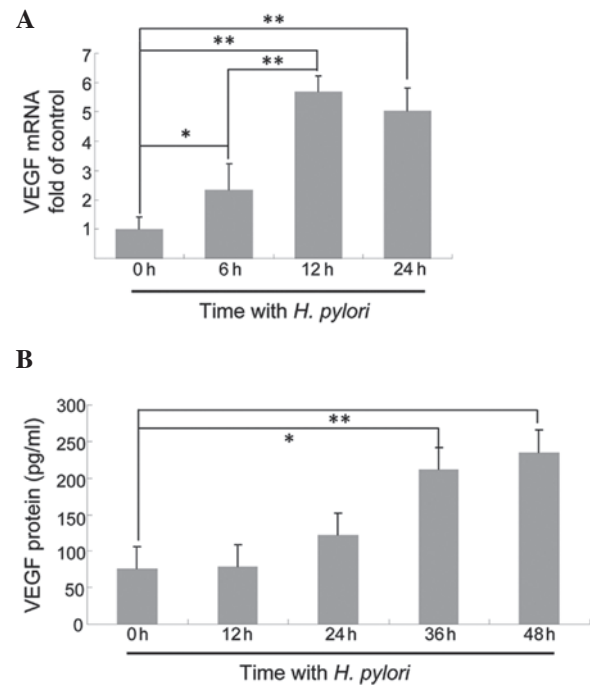 A
**
**
**
*
7
6
5
4
3
2
1
VEGF mRNA
fold of control
0 h 6 h 12 h 24 h
Time with H. pylori
B
**
*
300
250
200
150
100
50
0
VEGF protein (pg/ml)
0 h 12 h 24 h 36 h 48 h
Time with H. pylori